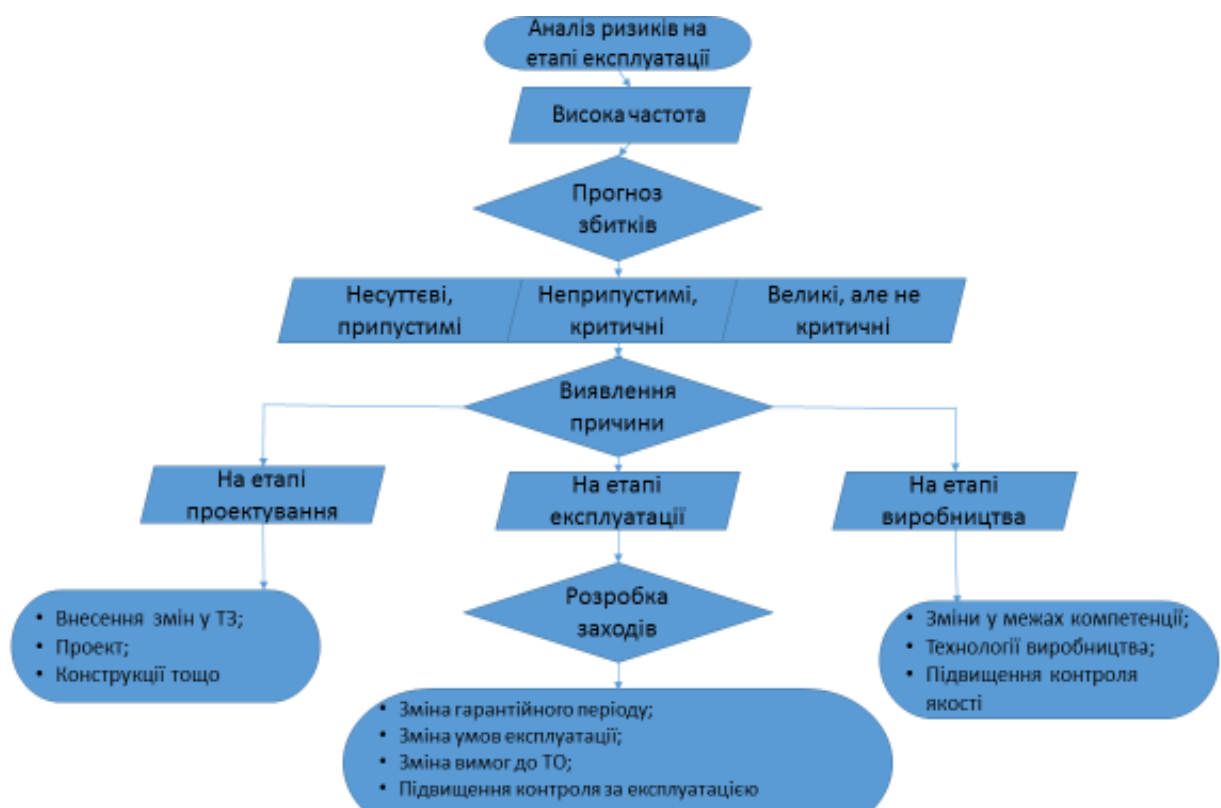 Аналіз ризиків на
етапі експлуатації
Висока частота
Прогноз
збитків
Несуттєві,
припустимі
Неприпустимі,
критичні
Великі, але не
критичні
Виявлення
причини
На етапі
проектування
На етапі
експлуатації
На етапі
виробництва
• Внесення змін у ТЗ;
• Проект;
• Конструкції тощо
Розробка
заходів
• Зміни у межах компетенції;
• Технології виробництва;
• Підвищення контроля
якості
• Зміна гарантійного періоду;
• Зміна умов експлуатації;
• Зміна вимог до ТО;
• Підвищення контроля за експлуатацією